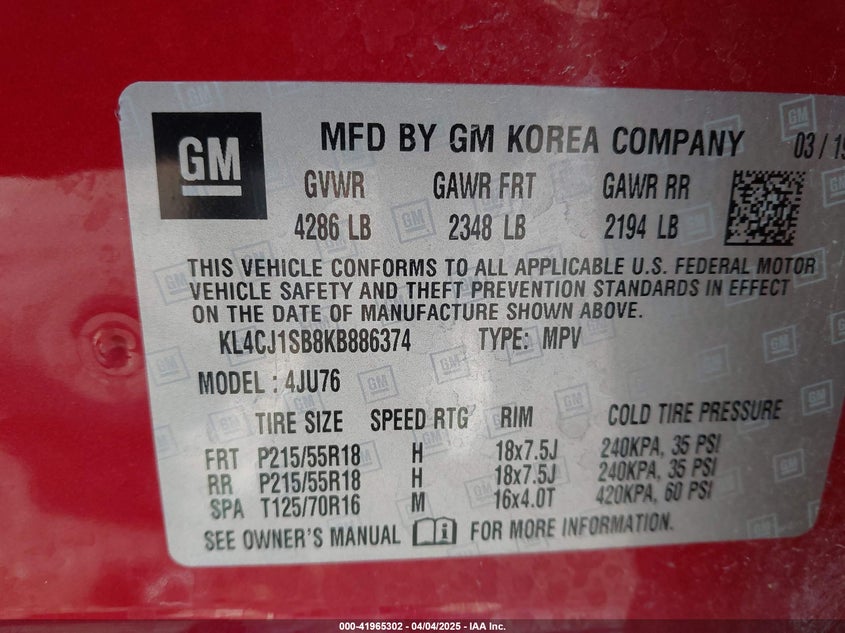 GM
MFD BY GM KOREA COMPANY 03 / 19
GVWR GAWR FRT GAWR RR
4286 LB 2348 LB 2194 LB
THIS VEHICLE CONFORMS TO ALL APPLICABLE U.S. FEDERAL MOTOR
VEHICLE SAFETY AND THEFT PREVENTION STANDARDS IN EFFECT
ON THE DATE OF MANUFACTURE SHOWN ABOVE.
KL4CJ1SB8KB886374 TYPE: MPV
MODEL : 4JU76
TIRE SIZE SPEED RTG RIM COLD TIRE PRESSURE
FRT P215/55R18 H 18x7.5J 240KPA, 35 PSI
RR P215/55R18 H 18x7.5J 240KPA, 35 PSI
SPA T125/70R16 M 16x4.0T 420KPA, 60 PSI
SEE OWNER'S MANUAL i FOR MORE INFORMATION.
000-41965302 / 04/04/2025 - IAA Inc.